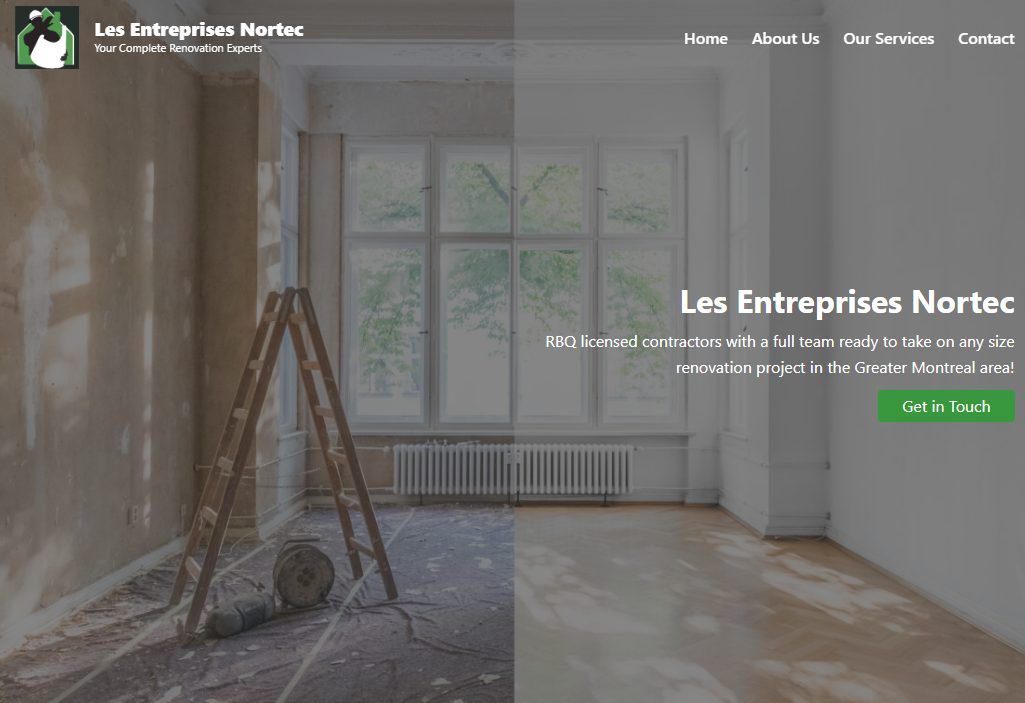 Les Entreprises Nortec
Your Complete Renovation Experts
Home About Us Our Services Contact
Les Entreprises Nortec
RBQ licensed contractors with a full team ready to take on any size
renovation project in the Greater Montreal area!
Get in Touch